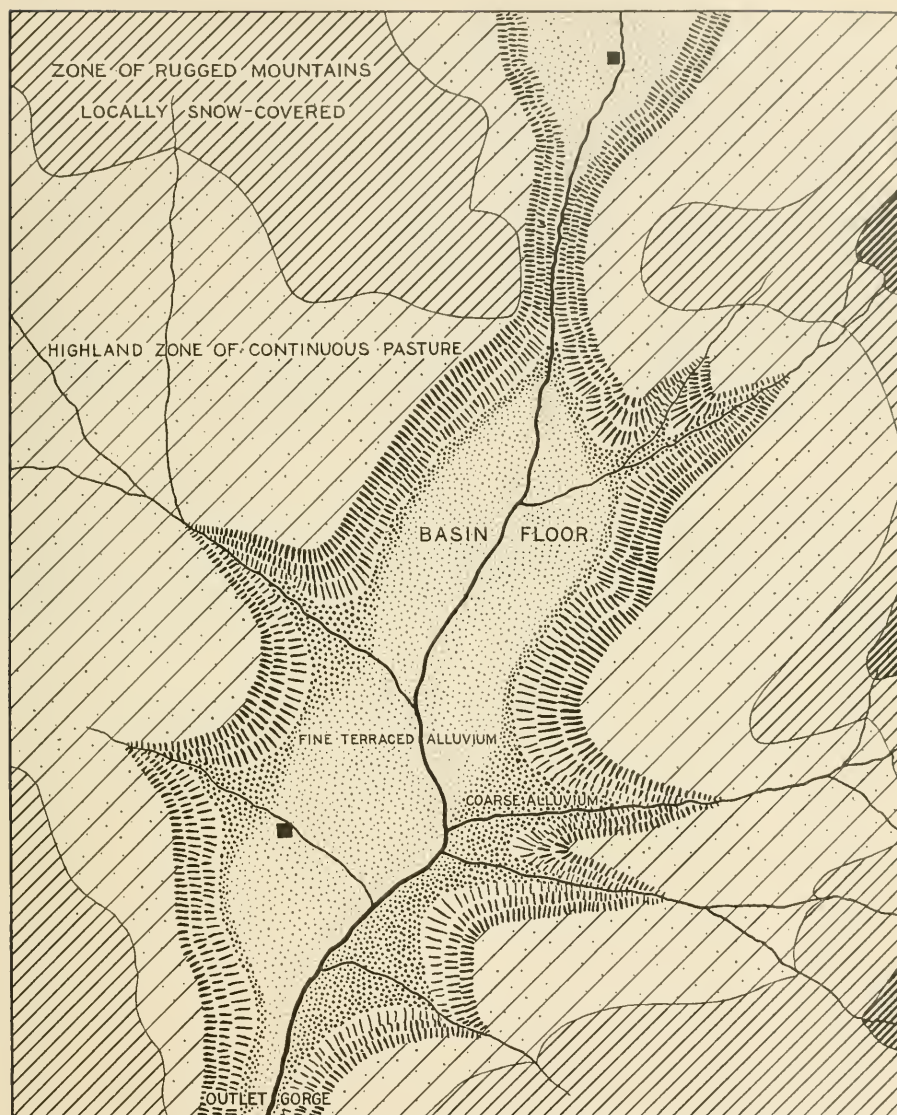 ZONE OF RUGGED MOUNTAINS
LOCALLY SNOW-COVERED
HIGHLAND ZONE OF CONTINUOUS PASTURE
BASIN FLOOR
FINE TERRACED ALLUVIUM
COARSE ALLUVIUM
OUTLET GORGE